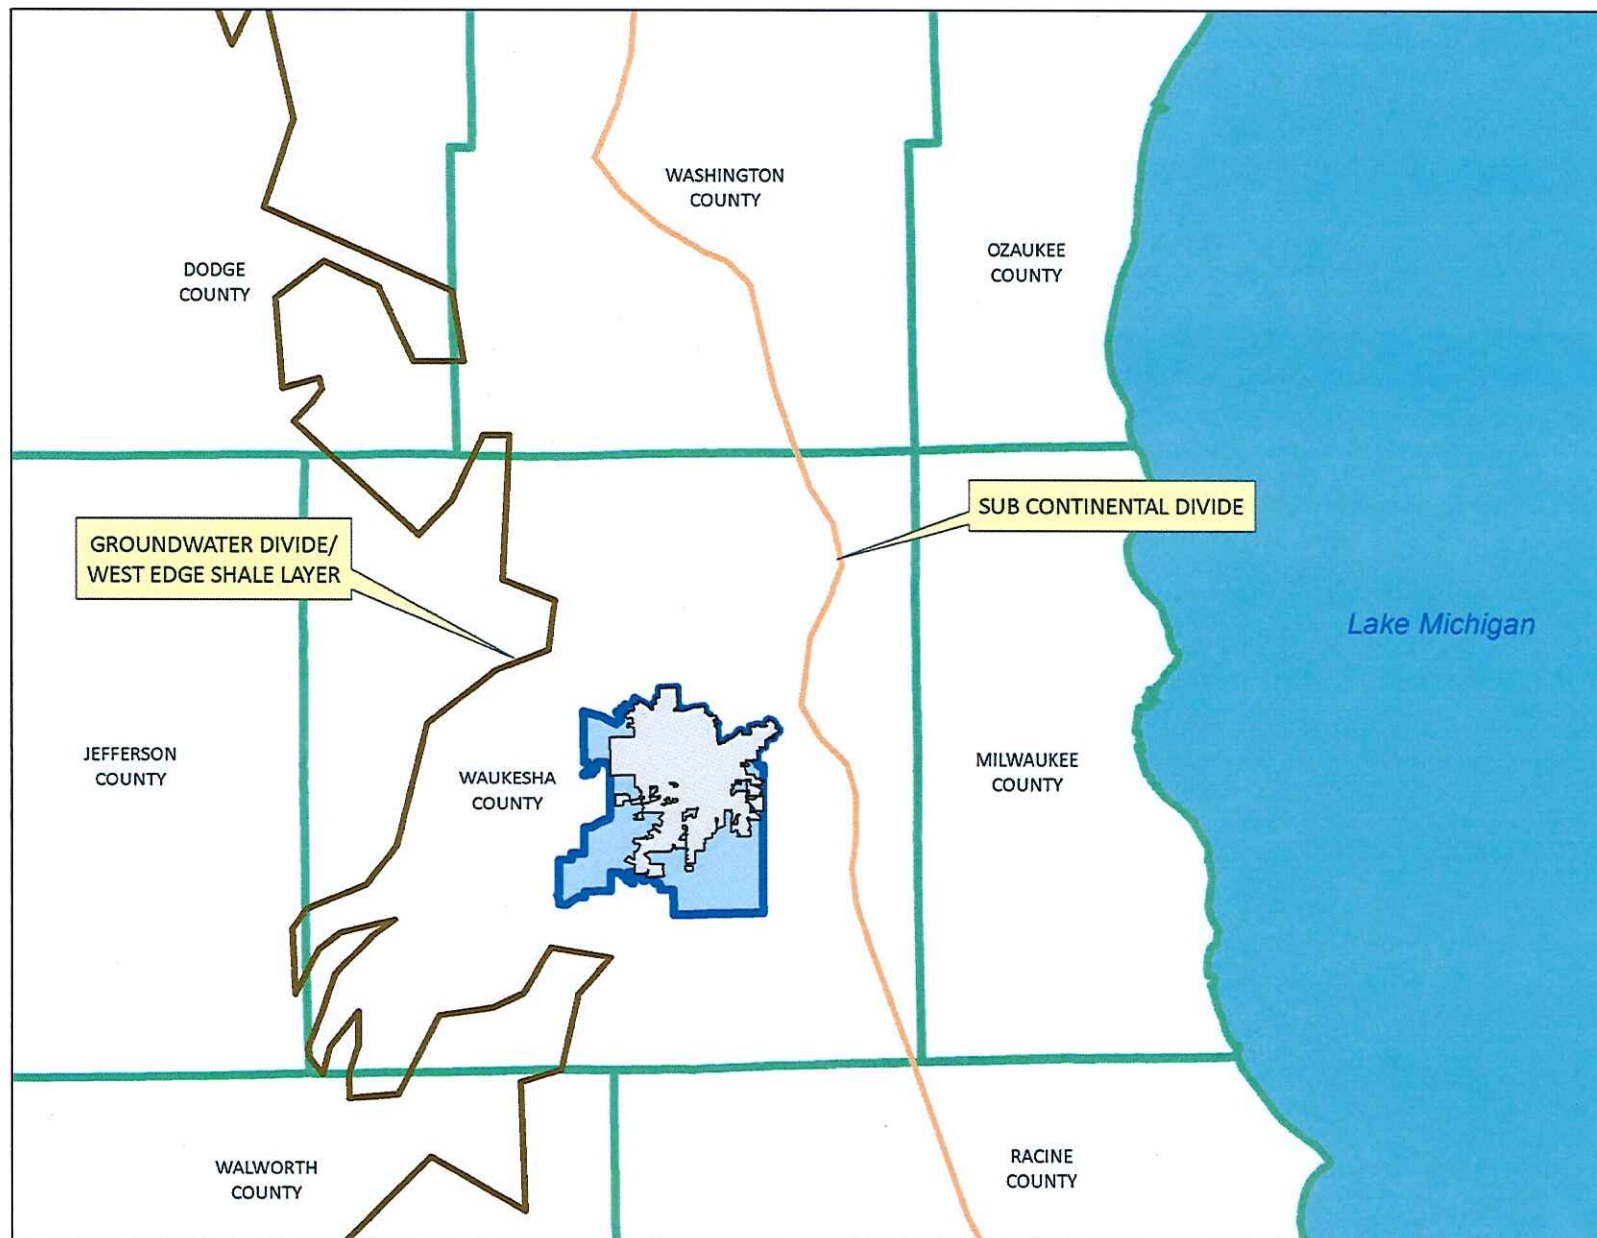 WASHINGTON
COUNTY
OZAUKEE
COUNTY
DODGE
COUNTY
SUB CONTINENTAL DIVIDE
GROUNDWATER DIVIDE/
WEST EDGE SHALE LAYER
Lake Michigan
JEFFERSON
COUNTY
WAUKESHA
COUNTY
MILWAUKEE
COUNTY
WALWORTH
COUNTY
RACINE
COUNTY